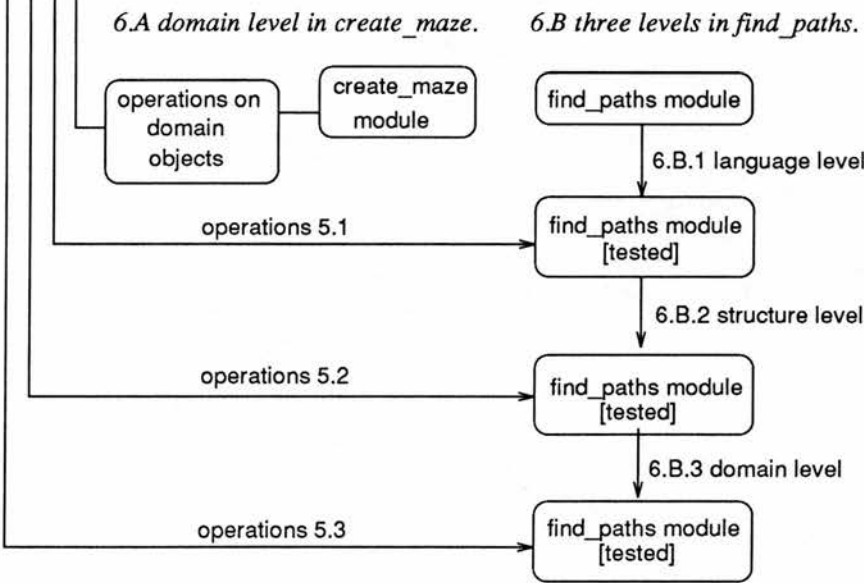 6.A domain level in create_maze.
6.B three levels in find_paths.
operations on
domain
objects
create_maze
module
find_paths module
6.B.1 language level
operations 5.1
find_paths module
[tested]
6.B.2 structure level
operations 5.2
find_paths module
[tested]
6.B.3 domain level
operations 5.3
find_paths module
[tested]